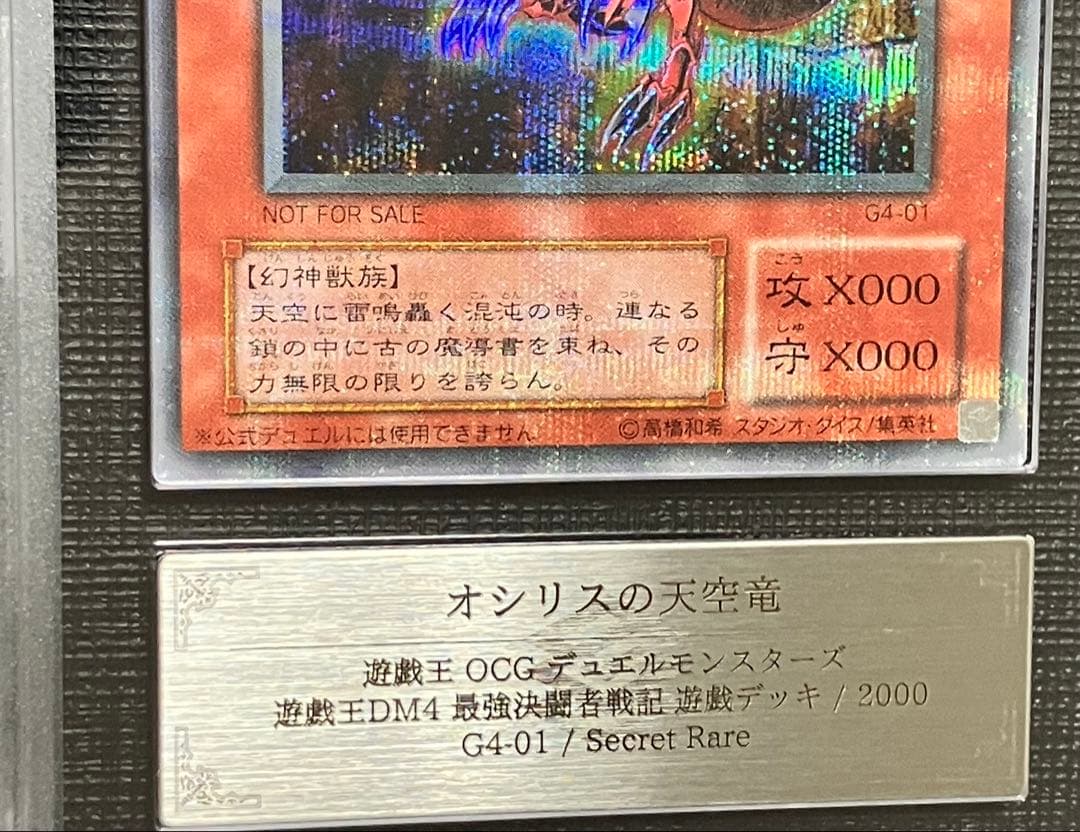 NOT FOR SALE
G4-01
【幻神獣族】
天空に雷鳴轟く混沌の時。連なる
鎖の中に古の魔導書を束ね、その
力無限の限りを誇らん。
こう
攻 X000
しゅ
守 X000
※公式デュエルには使用できません
©高橋和希 スタジオ・ダイス/集英社
オシリスの天空竜
遊戯王 OCG デュエルモンスターズ
遊戯王DM4 最強決闘者戦記 遊戯デッキ / 2000
G4-01 / Secret Rare